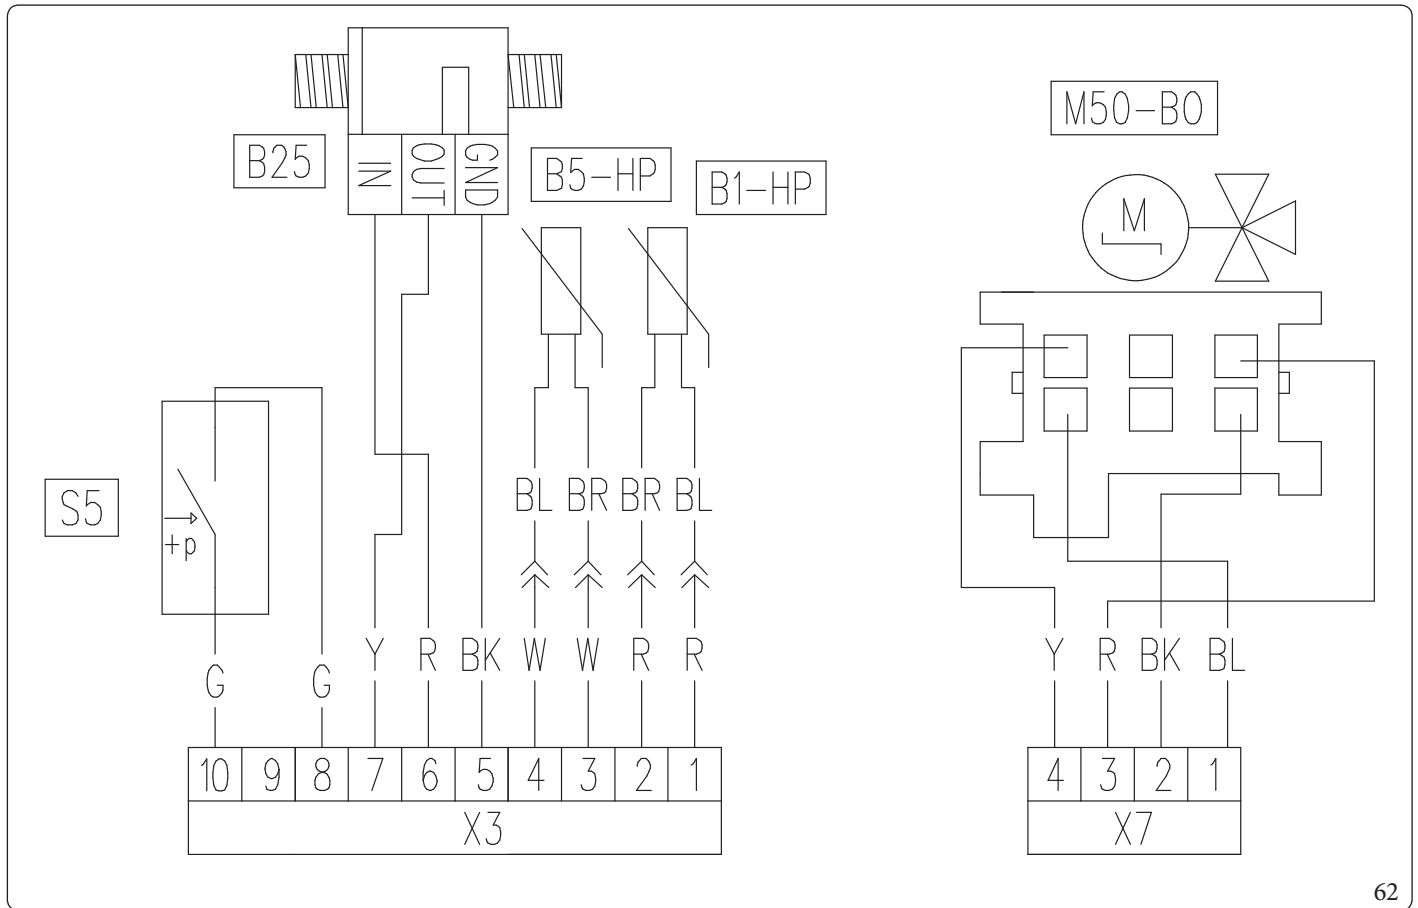 M50-B0
B25
IN
OUT
GND
B5-HP
B1-HP
M
S5
+p
BL BR BR BL
G G Y R BK W W R R
Y R BK BL
10 9 8 7 6 5 4 3 2 1
X3
4 3 2 1
X7
62